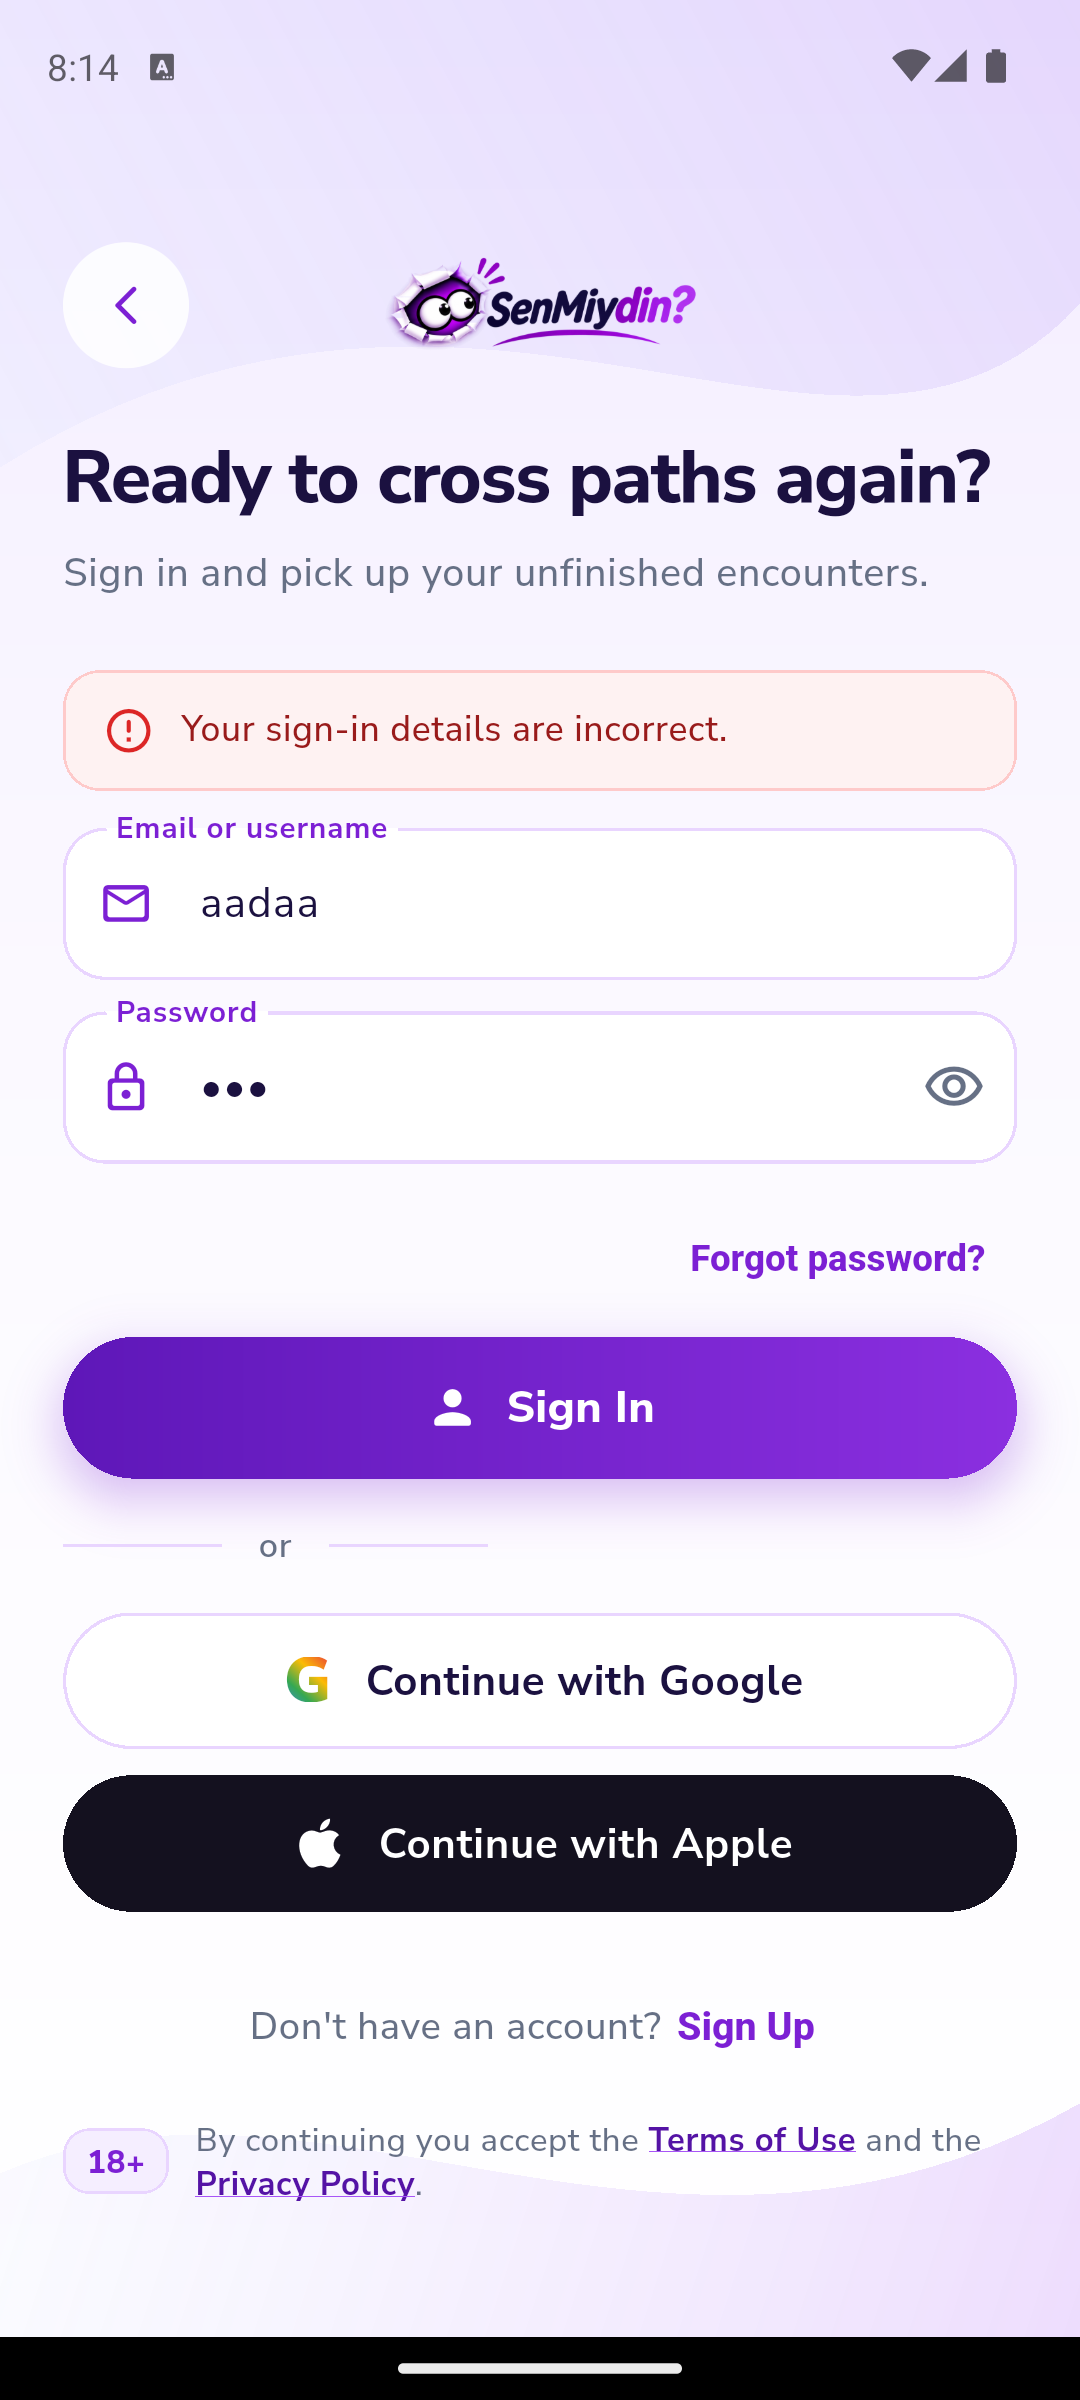 8:14
SenMiydin?
Ready to cross paths again?
Sign in and pick up your unfinished encounters.
Your sign-in details are incorrect.
Email or username
aadaa
Password
Forgot password?
Sign In
or
Continue with Google
Continue with Apple
Don't have an account? Sign Up
18+
By continuing you accept the Terms of Use and the
Privacy Policy.